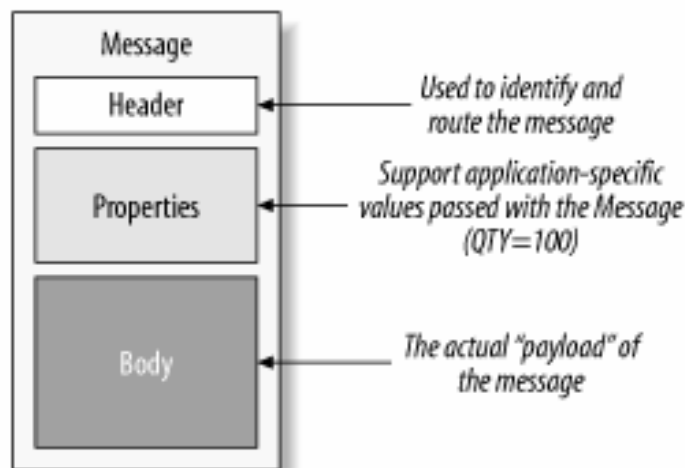 Message
Header
Used to identify and
route the message
Properties
Support application-specific
values passed with the Message
(QTY=100)
Body
The actual “payload” of
the message